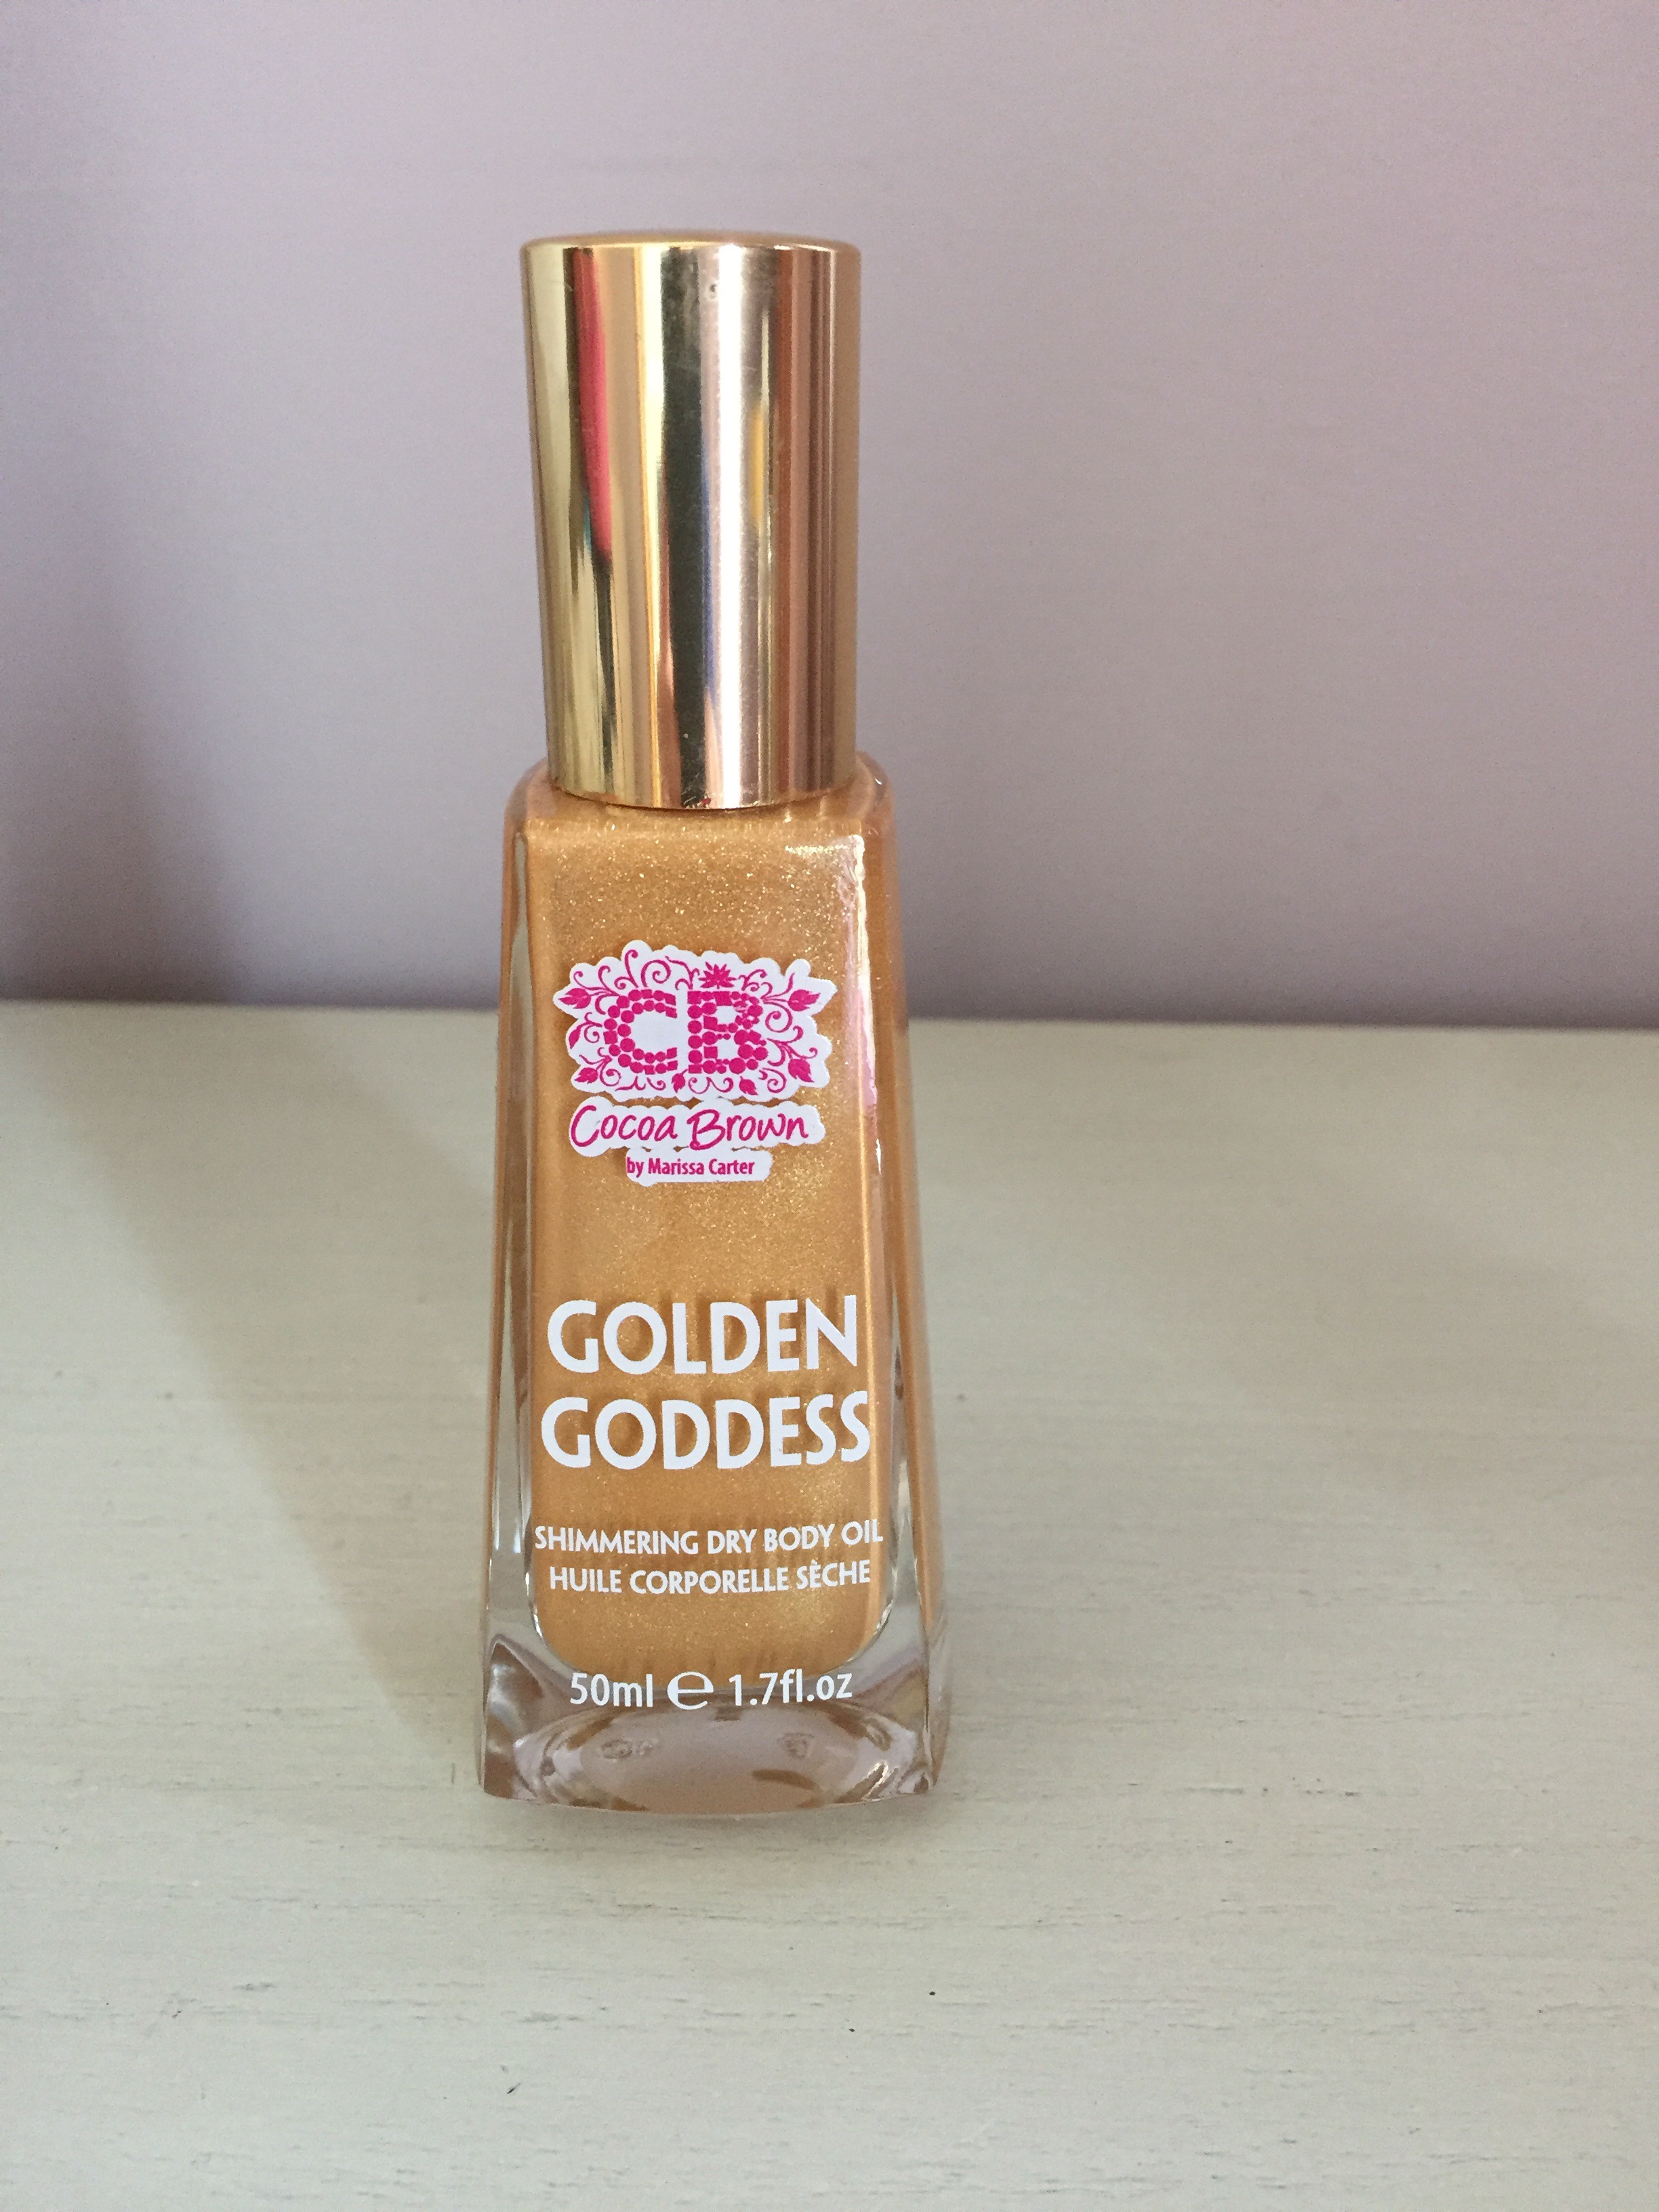 CB
Cocoa Brown
by Marissa Carter
GOLDEN
GODDESS
SHIMMERING DRY BODY OIL
HUILE CORPORELLE SÈCHE
50ml ℮ 1.7fl.oz